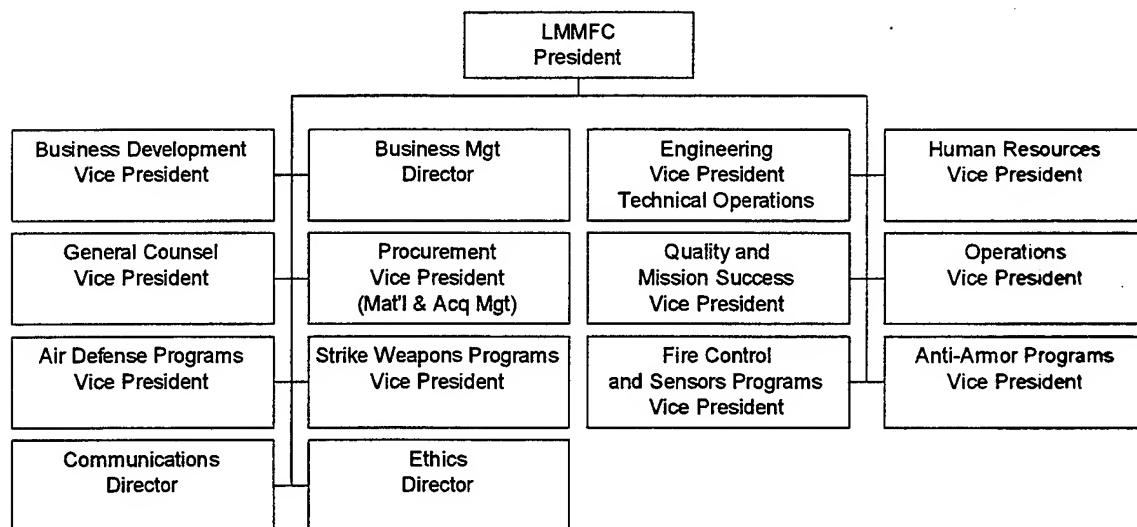 LMMFC
President
Business Development
Vice President
Business Mgt
Director
Engineering
Vice President
Technical Operations
Human Resources
Vice President
General Counsel
Vice President
Procurement
Vice President
(Mat'l & Acq Mgt)
Quality and
Mission Success
Vice President
Operations
Vice President
Air Defense Programs
Vice President
Strike Weapons Programs
Vice President
Fire Control
and Sensors Programs
Vice President
Anti-Armor Programs
Vice President
Communications
Director
Ethics
Director